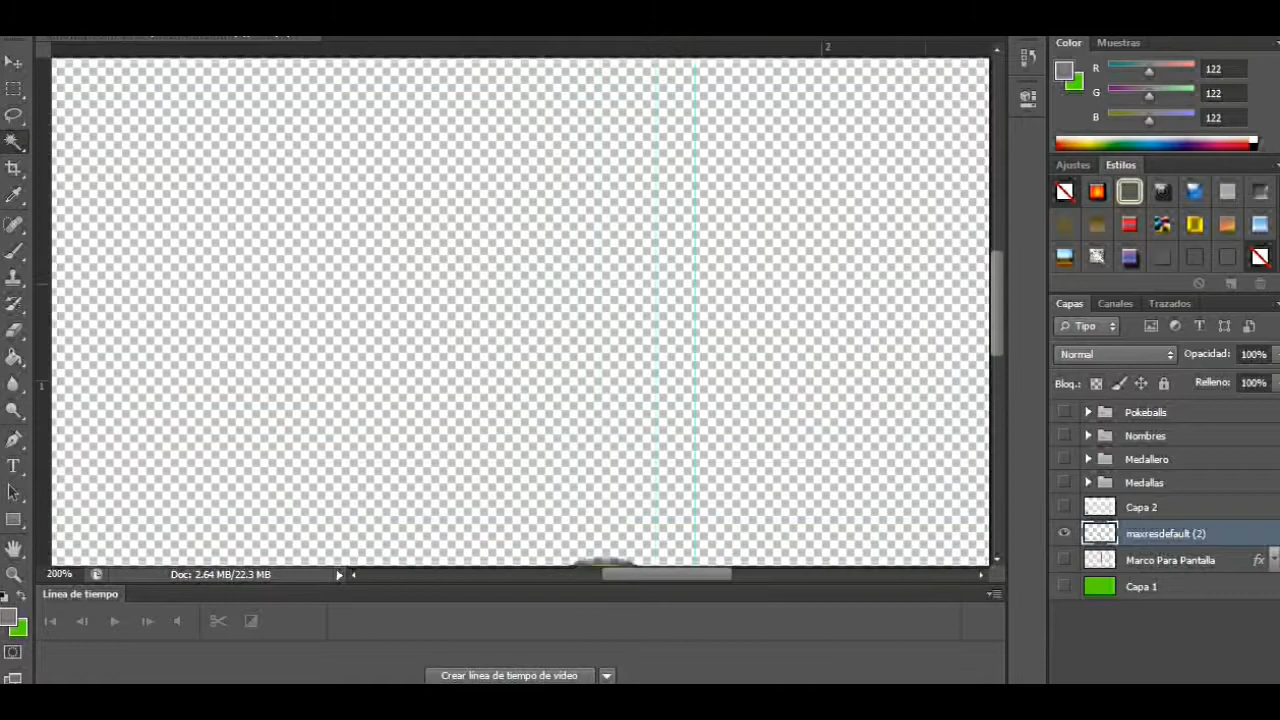 Color Muestras
2
R 122
G 122
B 122
Ajustes Estilos
Capas Canales Trazados
Tipo
Normal Opacidad: 100%
Bloq.: Relleno: 100%
1
Pokeballs
Nombres
Medallero
Medallas
Capa 2
maxresdefault (2)
Marco Para Pantalla fx
Capa 1
200% Doc: 2.64 MB/22.3 MB
Línea de tiempo
Crear línea de tiempo de vídeo